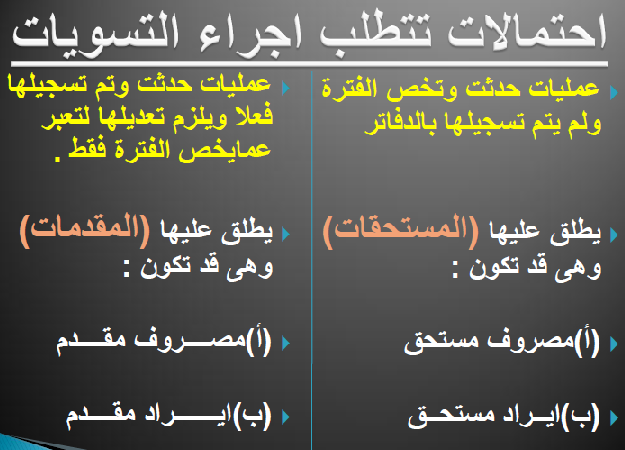 احتمالات تتطلب اجراء التسويات
عمليات حدثت وتخص الفترة
ولم يتم تسجيلها بالدفاتر
يطلق عليها (المستحقات)
وهى قد تكون :
(أ)مصروف مستحق
(ب)ايــراد مستحــق
عمليات حدثت وتم تسجيلها
فعلا ويلزم تعديلها لتعبر
عمايخص الفترة فقط .
يطلق عليها (المقدمات)
وهى قد تكون :
(أ)مصـــروف مقـــدم
(ب)ايــــــراد مقـــدم